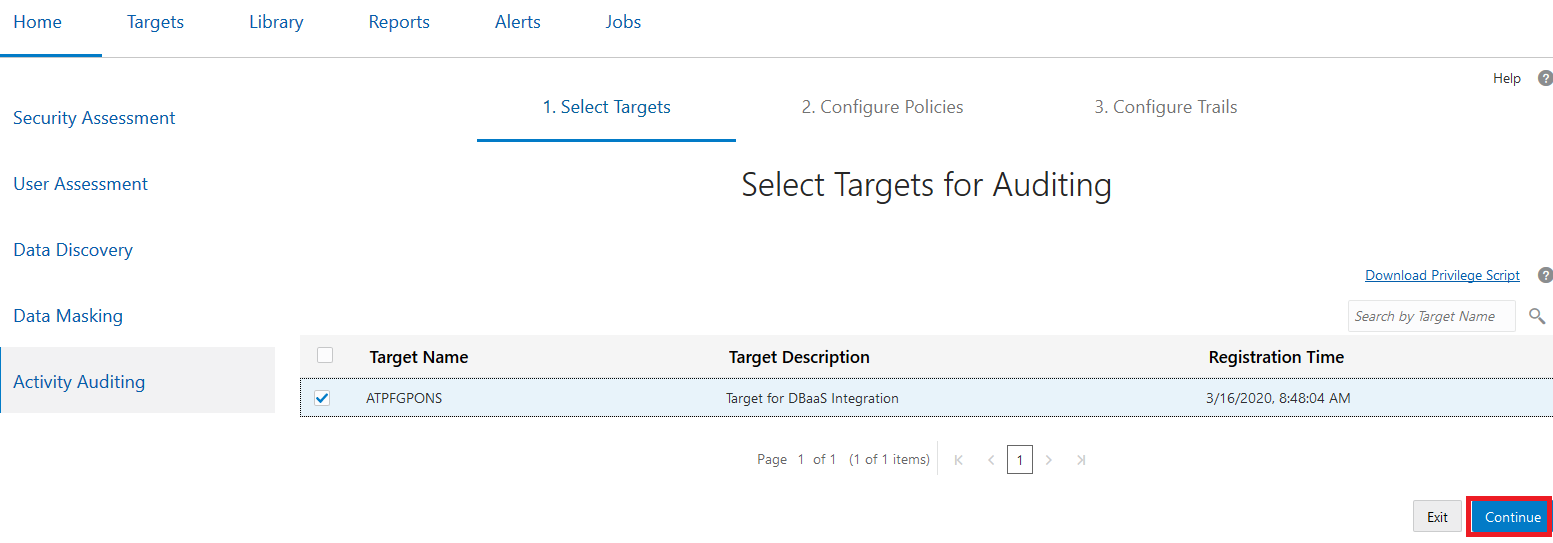 Home Targets Library Reports Alerts Jobs
Help ?
1. Select Targets 2. Configure Policies 3. Configure Trails
Security Assessment
User Assessment
Data Discovery
Data Masking
Activity Auditing
Select Targets for Auditing
Download Privilege Script ?
Search by Target Name
Target Name Target Description Registration Time
ATPFGPONS Target for DBaaS Integration 3/16/2020, 8:48:04 AM
Page 1 of 1 (1 of 1 items) 1
Exit Continue